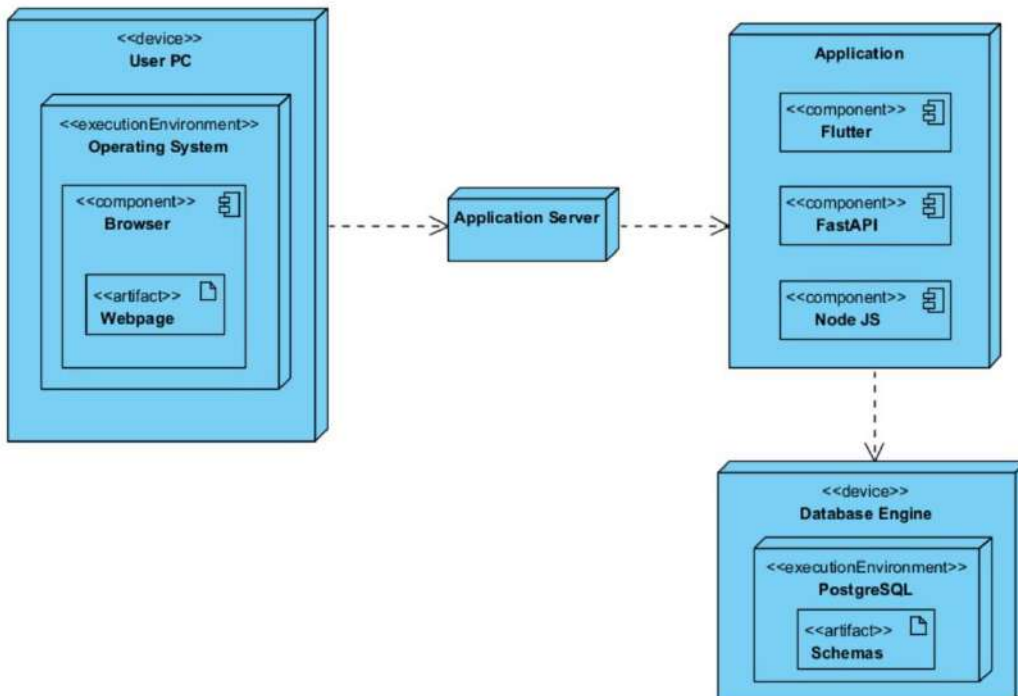 <<device>>
User PC
<<executionEnvironment>>
Operating System
<<component>>
Browser
<<artifact>>
Webpage
Application Server
Application
<<component>>
Flutter
<<component>>
FastAPI
<<component>>
Node JS
<<device>>
Database Engine
<<executionEnvironment>>
PostgreSQL
<<artifact>>
Schemas